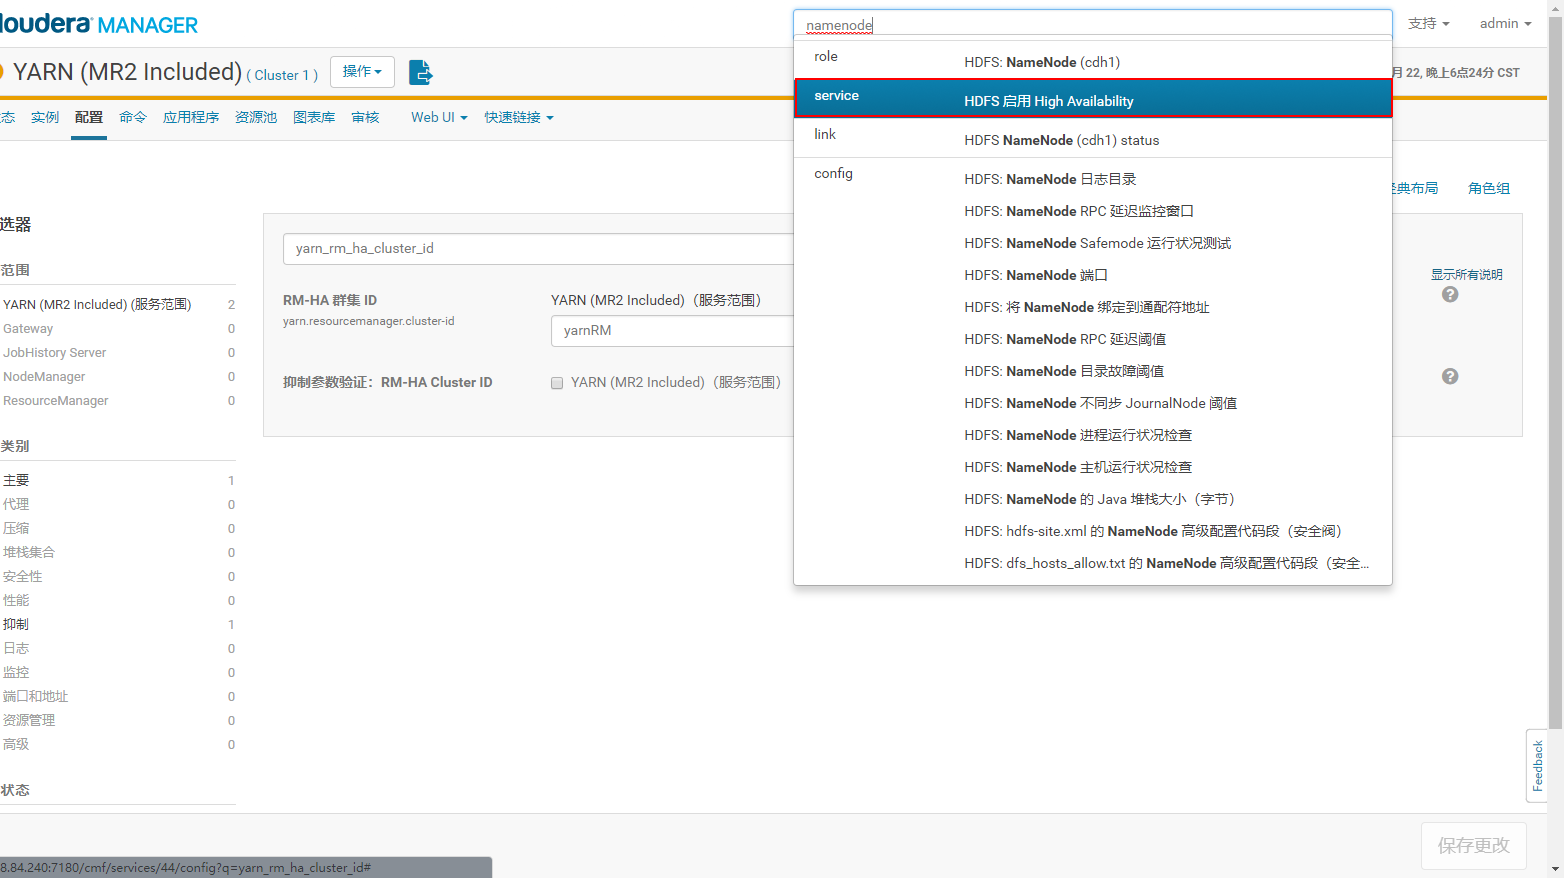 loudera MANAGER
namenode
支持
admin
YARN (MR2 Included) ( Cluster 1 )
操作
月 22, 晚上6点24分 CST
态 实例 配置 命令 应用程序 资源池 图表库 审核 Web UI 快速链接
role HDFS: NameNode (cdh1)
service HDFS 启用 High Availability
link HDFS NameNode (cdh1) status
config HDFS: NameNode 日志目录
HDFS: NameNode RPC 延迟监控窗口
HDFS: NameNode Safemode 运行状况测试
HDFS: NameNode 端口
HDFS: 将 NameNode 绑定到通配符地址
HDFS: NameNode RPC 延迟阈值
HDFS: NameNode 目录故障阈值
HDFS: NameNode 不同步 JournalNode 阈值
HDFS: NameNode 进程运行状况检查
HDFS: NameNode 主机运行状况检查
HDFS: NameNode 的 Java 堆栈大小（字节）
HDFS: hdfs-site.xml 的 NameNode 高级配置代码段（安全阀）
HDFS: dfs_hosts_allow.txt 的 NameNode 高级配置代码段（安全...
典布局 角色组
选器
范围
YARN (MR2 Included) (服务范围) 2
Gateway 0
JobHistory Server 0
NodeManager 0
ResourceManager 0
类别
主要 1
代理 0
压缩 0
堆栈集合 0
安全性 0
性能 0
抑制 1
日志 0
监控 0
端口和地址 0
资源管理 0
高级 0
状态
yarn_rm_ha_cluster_id
显示所有说明
RM-HA 群集 ID
yarn.resourcemanager.cluster-id
YARN (MR2 Included)（服务范围）
yarnRM
抑制参数验证：RM-HA Cluster ID
YARN (MR2 Included)（服务范围）
Feedback
保存更改
8.84.240:7180/cmf/services/44/config?q=yarn_rm_ha_cluster_id#